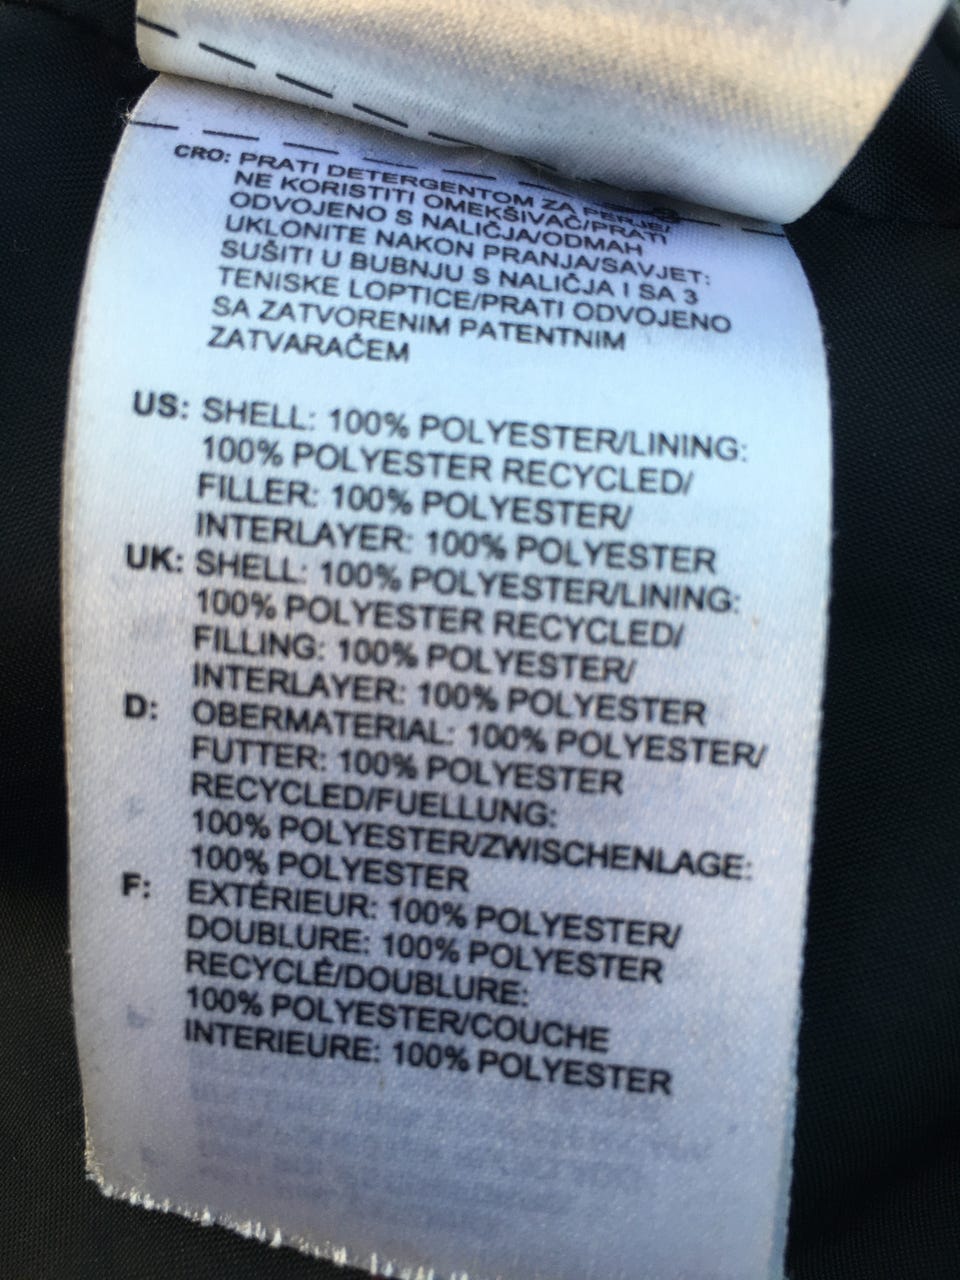 CRO: PRATI DETERGENTOM ZA PERJE/
NE KORISTITI OMEKŠIVAČ/PRATI
ODVOJENO S NALIČJA/ODMAH
UKLONITE NAKON PRANJA/SAVJET:
SUŠITI U BUBNJU S NALIČJA I SA 3
TENISKE LOPTICE/PRATI ODVOJENO
SA ZATVORENIM PATENTNIM
ZATVARAČEM
US: SHELL: 100% POLYESTER/LINING:
100% POLYESTER RECYCLED/
FILLER: 100% POLYESTER/
INTERLAYER: 100% POLYESTER
UK: SHELL: 100% POLYESTER/LINING:
100% POLYESTER RECYCLED/
FILLING: 100% POLYESTER/
INTERLAYER: 100% POLYESTER
D: OBERMATERIAL: 100% POLYESTER/
FUTTER: 100% POLYESTER
RECYCLED/FUELLUNG:
100% POLYESTER/ZWISCHENLAGE:
100% POLYESTER
F: EXTÉRIEUR: 100% POLYESTER/
DOUBLURE: 100% POLYESTER
RECYCLÉ/DOUBLURE:
100% POLYESTER/COUCHE
INTERIEURE: 100% POLYESTER